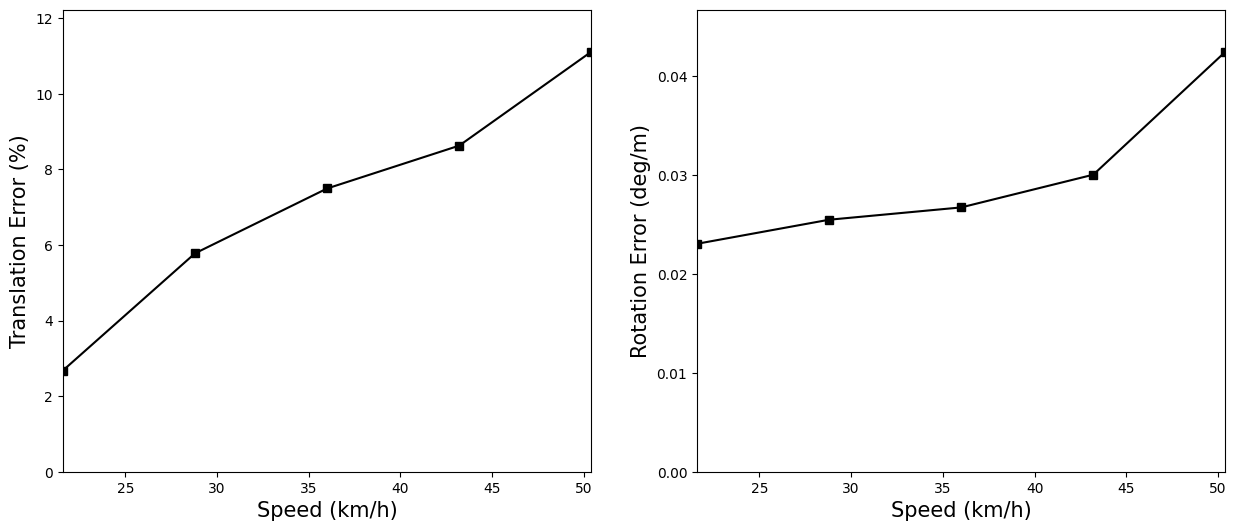 Translation Error (%)
12
10
8
6
4
2
0
25 30 35 40 45 50
Speed (km/h)
Rotation Error (deg/m)
0.04
0.03
0.02
0.01
0.00
25 30 35 40 45 50
Speed (km/h)